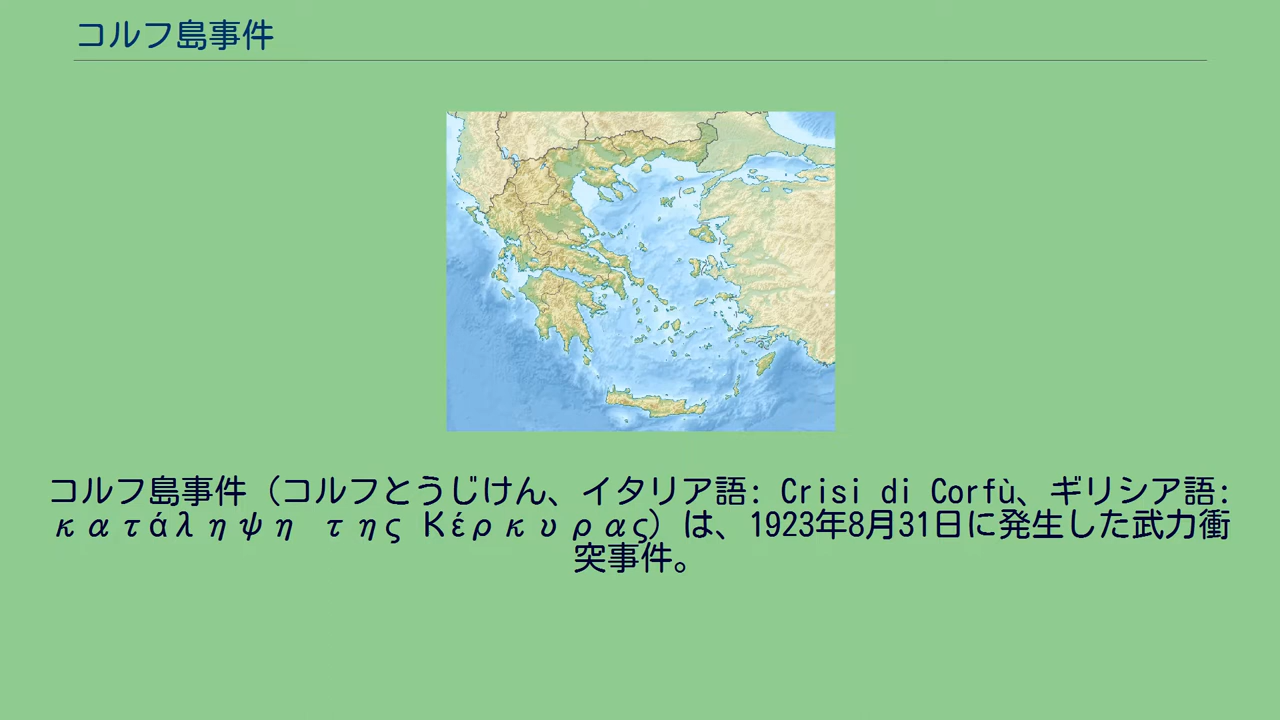 コルフ島事件
コルフ島事件（コルフとうじけん、イタリア語: Crisi di Corfù、ギリシア語:
κατάληψη της Κέρκυρας）は、1923年8月31日に発生した武力衝
突事件。